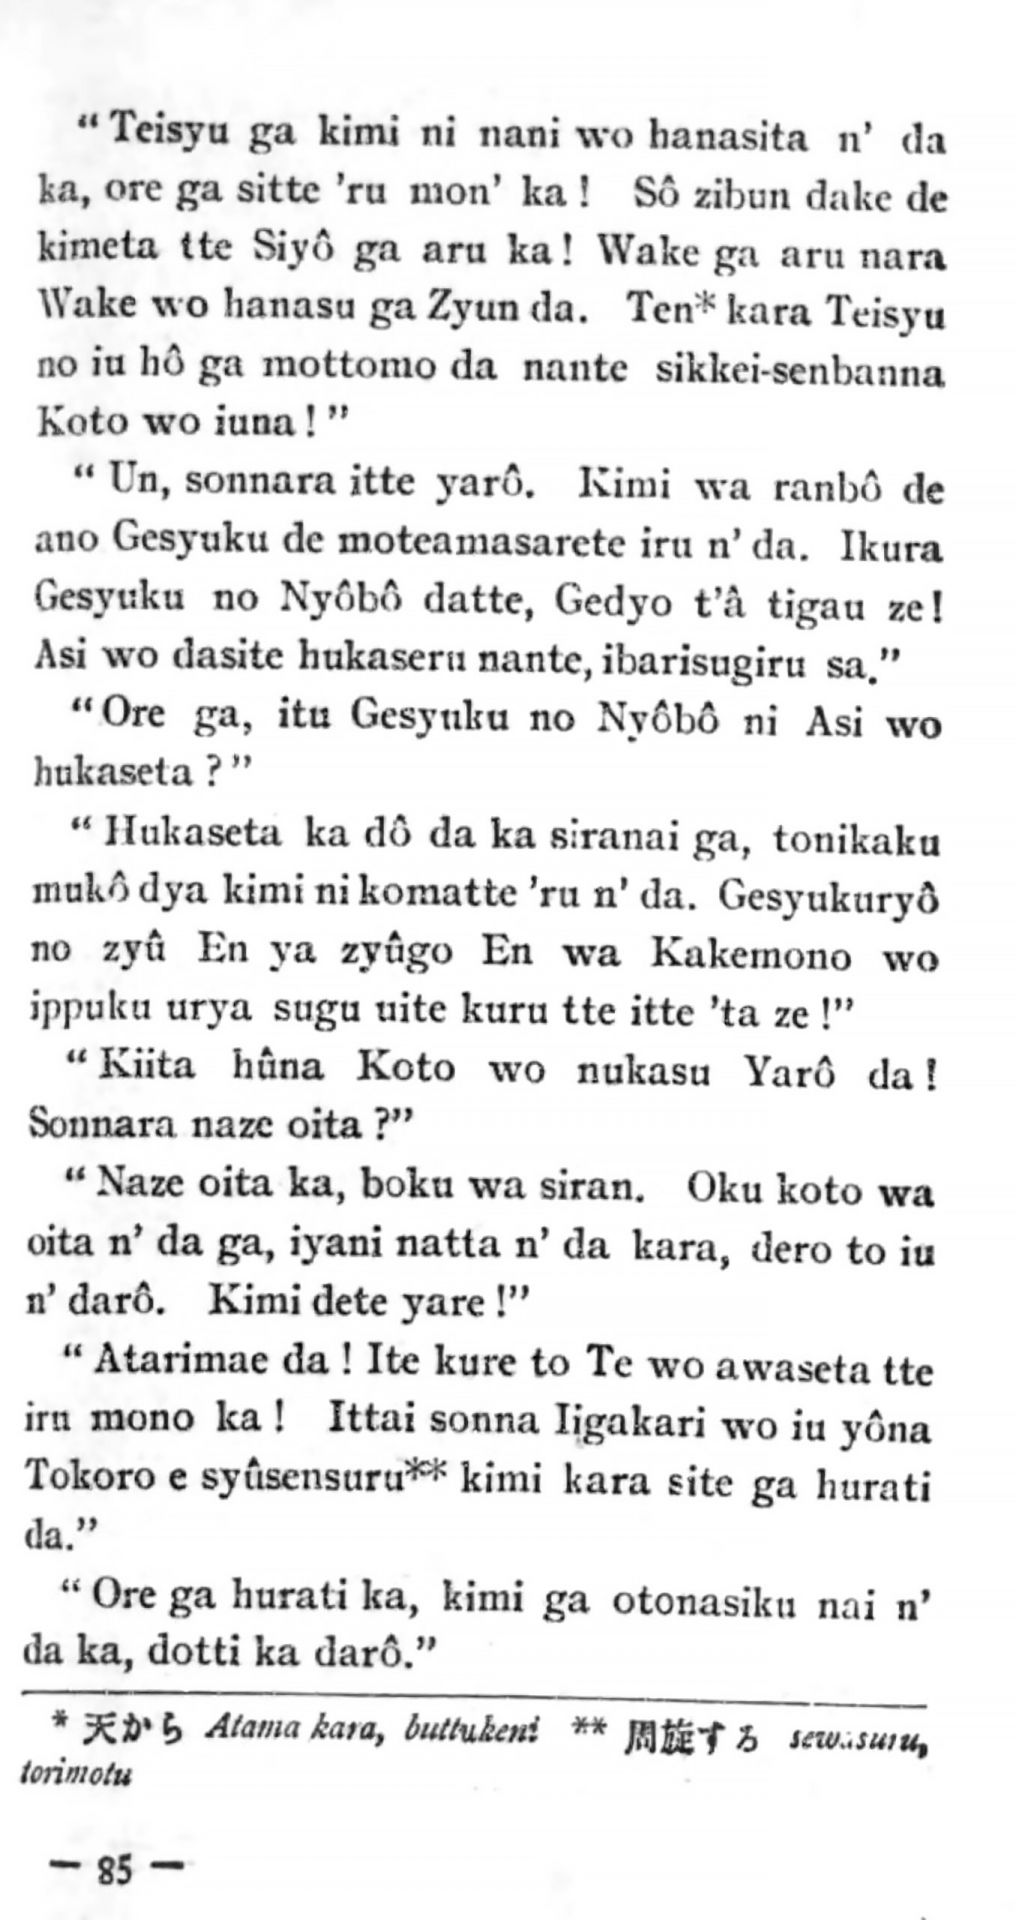 “Teisyu ga kimi ni nani wo hanasita n’ da
ka, ore ga sitte ’ru mon’ ka! Sô zibun dake de
kimeta tte Siyô ga aru ka! Wake ga aru nara
Wake wo hanasu ga Zyun da. Ten* kara Teisyu
no iu hô ga mottomo da nante sikkei-senbanna
Koto wo iuna!”
“Un, sonnara itte yarô. Kimi wa ranbô de
ano Gesyuku de moteamasarete iru n’ da. Ikura
Gesyuku no Nyôbô datte, Gedyo t’â tigau ze!
Asi wo dasite hukaseru nante, ibarisugiru sa.”
“Ore ga, itu Gesyuku no Nyôbô ni Asi wo
hukaseta?”
“Hukaseta ka dô da ka siranai ga, tonikaku
mukô dya kimi ni komatte ’ru n’ da. Gesyukuryô
no zyû En ya zyûgo En wa Kakemono wo
ippuku urya sugu uite kuru tte itte ’ta ze!”
“Kiita hûna Koto wo nukasu Yarô da!
Sonnara naze oita?”
“Naze oita ka, boku wa siran. Oku koto wa
oita n’ da ga, iyani natta n’ da kara, dero to iu
n’ darô. Kimi dete yare!”
“Atarimae da! Ite kure to Te wo awaseta tte
iru mono ka! Ittai sonna Iigakari wo iu yôna
Tokoro e syûsensuru** kimi kara site ga hurati
da.”
“Ore ga hurati ka, kimi ga otonasiku nai n’
da ka, dotti ka darô.”
* 天から Atama kara, buttukeni ** 周旋する sewasuru,
torimotu
— 85 —